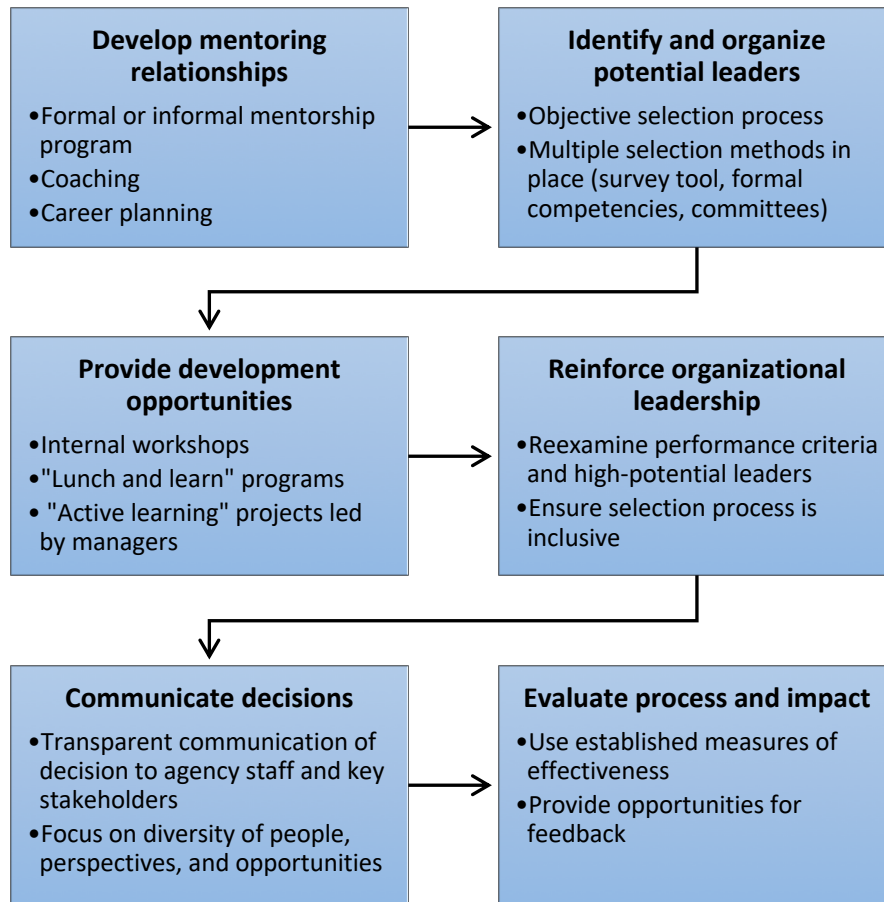 Develop mentoring
relationships
•Formal or informal mentorship
program
•Coaching
•Career planning
Identify and organize
potential leaders
•Objective selection process
•Multiple selection methods in
place (survey tool, formal
competencies, committees)
Provide development
opportunities
•Internal workshops
•"Lunch and learn" programs
• "Active learning" projects led
by managers
Reinforce organizational
leadership
•Reexamine performance criteria
and high-potential leaders
•Ensure selection process is
inclusive
Communicate decisions
•Transparent communication of
decision to agency staff and key
stakeholders
•Focus on diversity of people,
perspectives, and opportunities
Evaluate process and impact
•Use established measures of
effectiveness
•Provide opportunities for
feedback